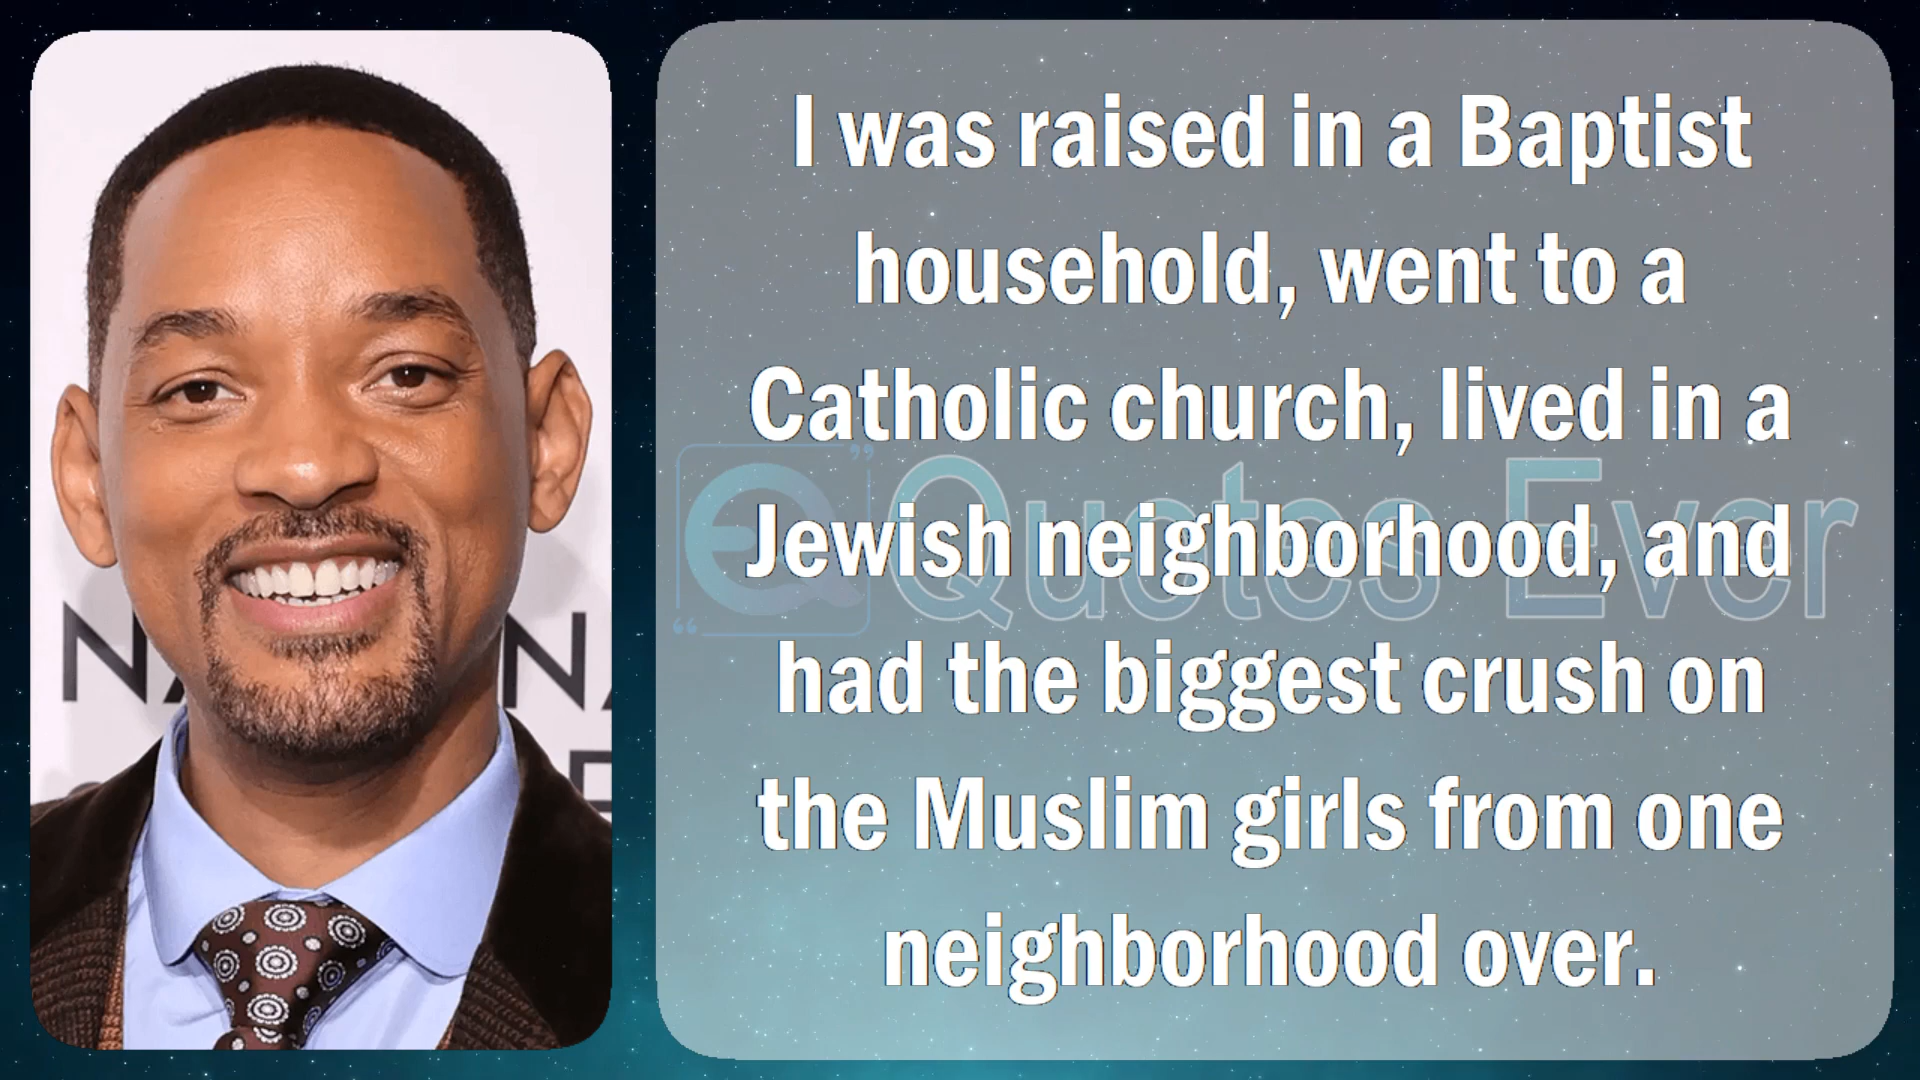 I was raised in a Baptist
household, went to a
Catholic church, lived in a
Jewish neighborhood, and
had the biggest crush on
the Muslim girls from one
neighborhood over.
Quotes Ever